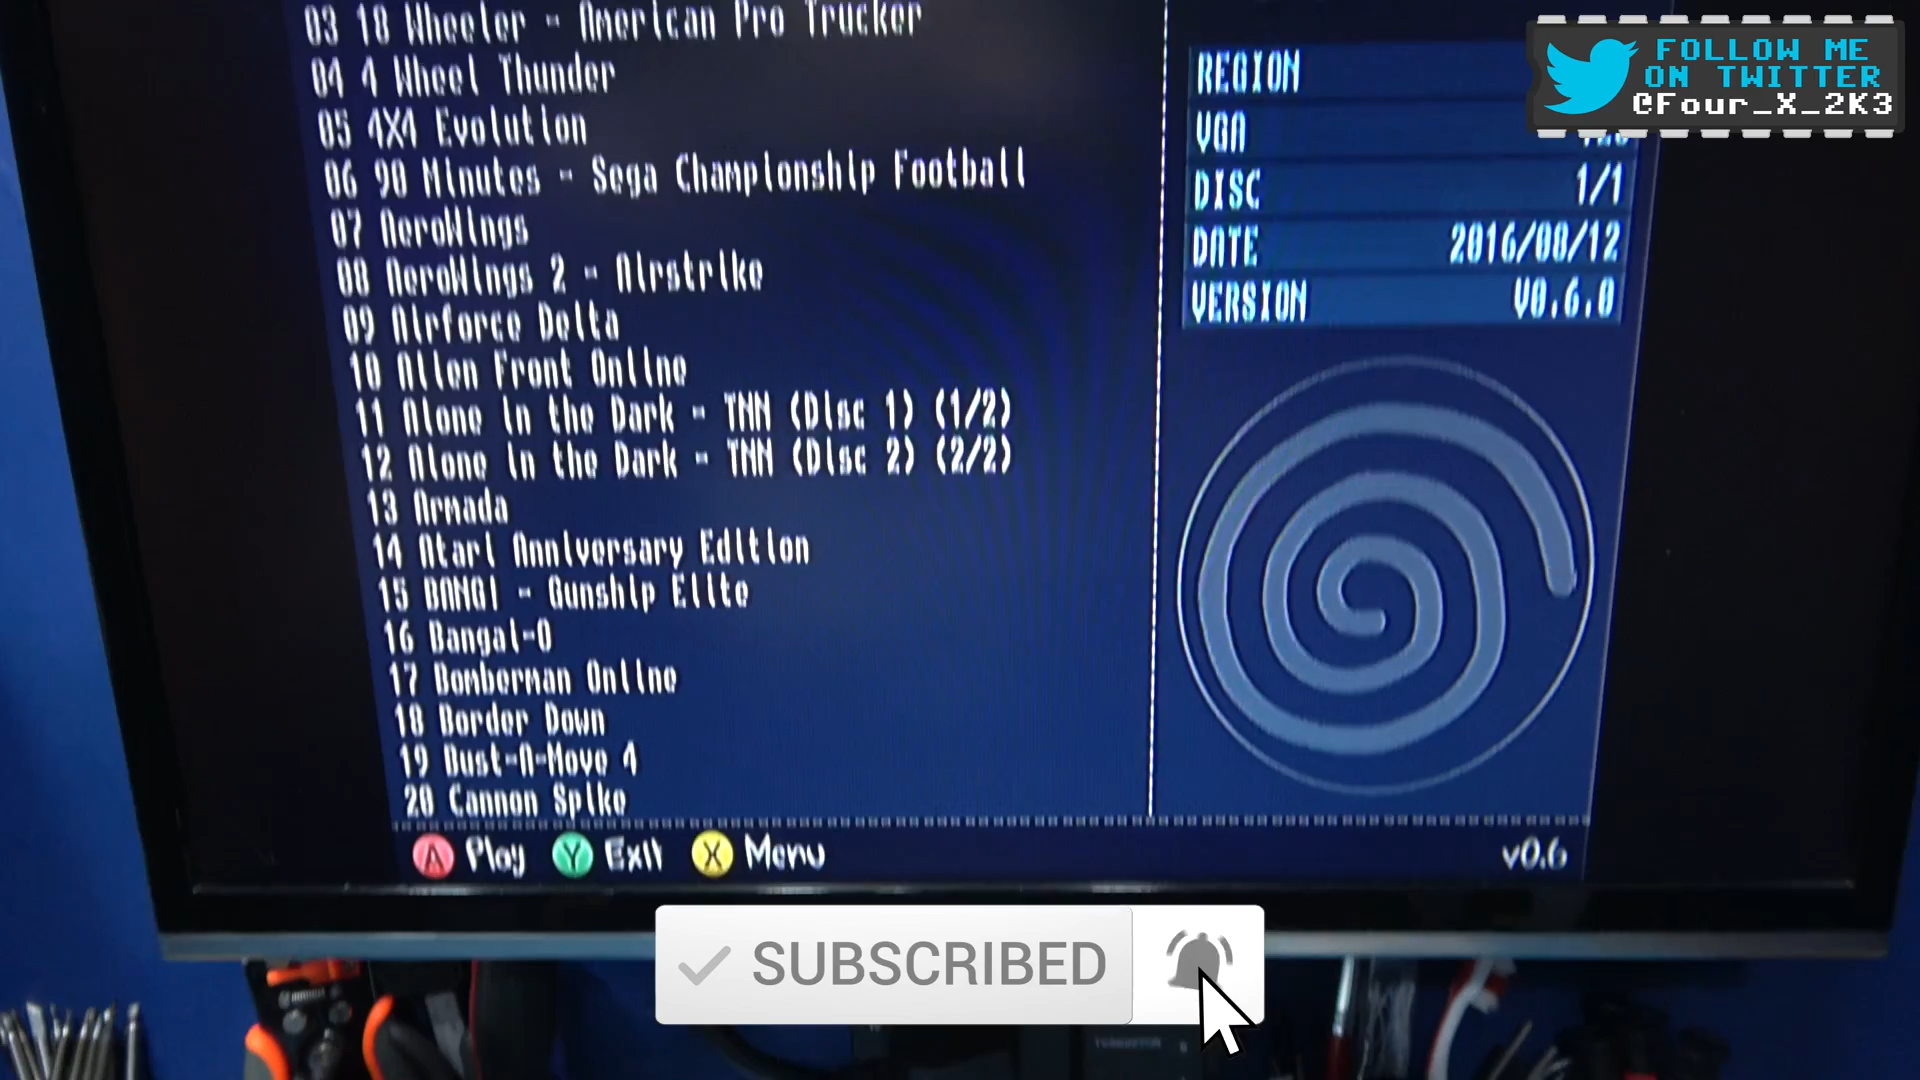 03 18 Wheeler - American Pro Trucker
04 4 Wheel Thunder
05 4X4 Evolution
06 90 Minutes - Sega Championship Football
07 AeroWings
08 AeroWings 2 - Airstrike
09 Airforce Delta
10 Alien Front Online
11 Alone in the Dark - TNN (Disc 1) (1/2)
12 Alone in the Dark - TNN (Disc 2) (2/2)
13 Armada
14 Atari Anniversary Edition
15 BANG! - Gunship Elite
16 Bangai-O
17 Bomberman Online
18 Border Down
19 Bust-A-Move 4
20 Cannon Spike
REGION
VGA
DISC 1/1
DATE 2016/08/12
VERSION V0.6.0
A Play Y Exit X Menu v0.6
FOLLOW ME
ON TWITTER
@Four_X_2K3
SUBSCRIBED